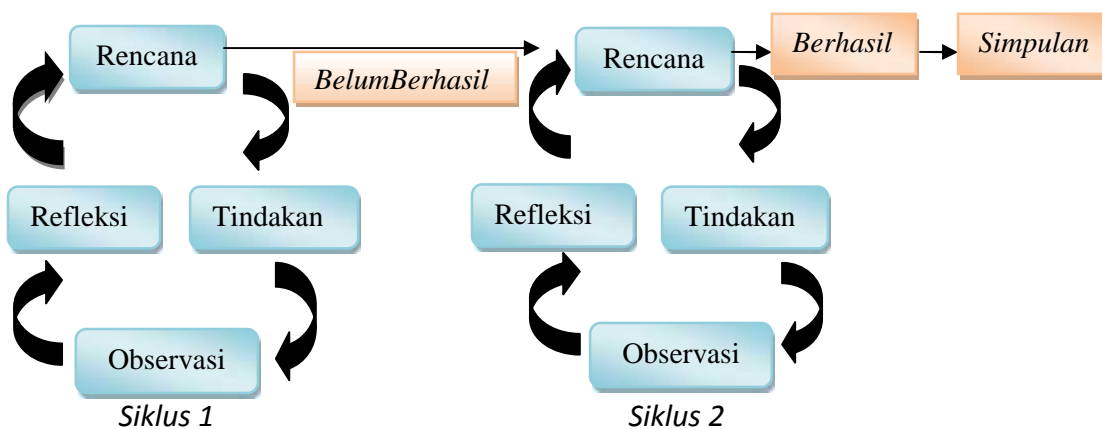 Rencana
BelumBerhasil
Rencana
Berhasil
Simpulan
Refleksi
Tindakan
Refleksi
Tindakan
Observasi
Observasi
Siklus 1
Siklus 2